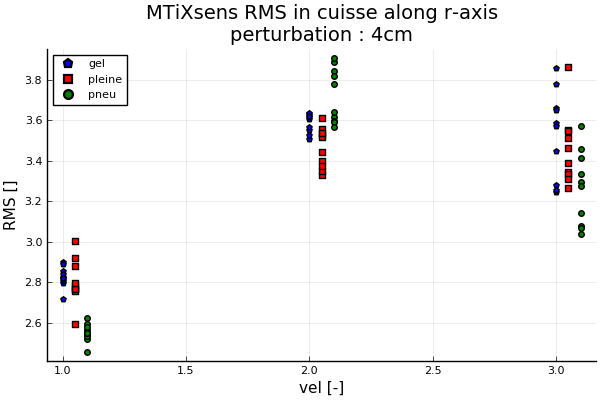 MTiXsens RMS in cuisse along r-axis
perturbation : 4cm
gel
pleine
pneu
RMS []
3.8
3.6
3.4
3.2
3.0
2.8
2.6
1.0
1.5
2.0
2.5
3.0
vel [-]